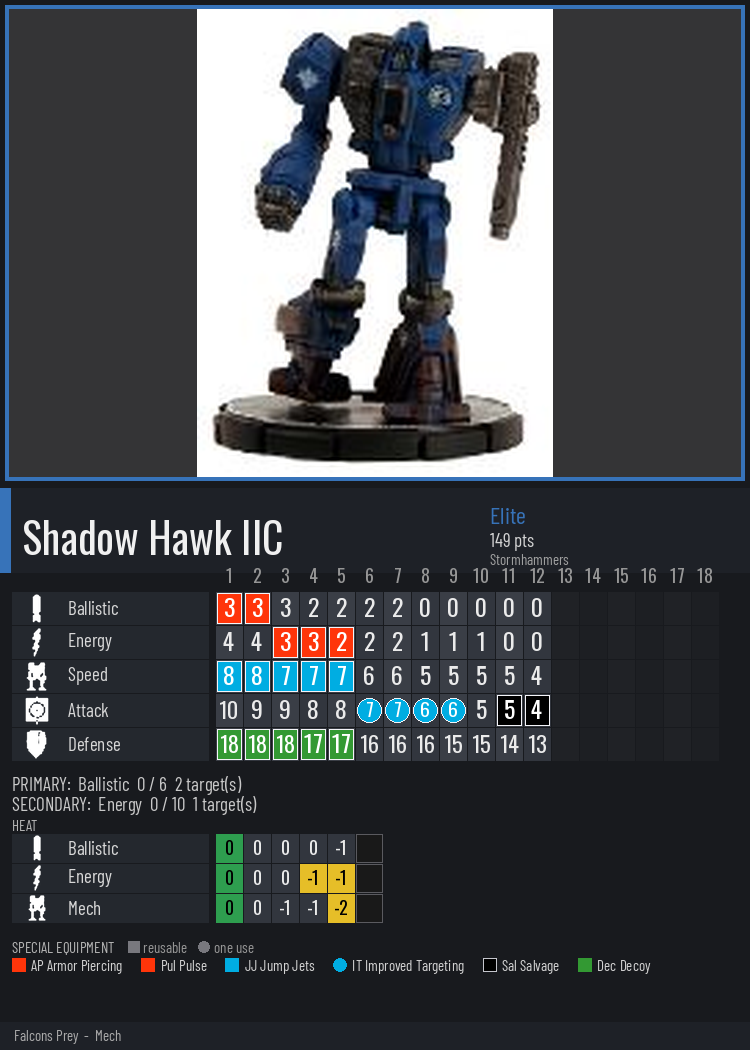 Shadow Hawk IIC
Elite
149 pts
Stormhammers
1 2 3 4 5 6 7 8 9 10 11 12 13 14 15 16 17 18
Ballistic 3 3 3 2 2 2 2 0 0 0 0 0
Energy 4 4 3 3 2 2 2 1 1 1 0 0
Speed 8 8 7 7 7 6 6 5 5 5 5 4
Attack 10 9 9 8 8 7 7 6 6 5 5 4
Defense 18 18 18 17 17 16 16 16 15 15 14 13
PRIMARY: Ballistic 0 / 6 2 target(s)
SECONDARY: Energy 0 / 10 1 target(s)
HEAT
Ballistic 0 0 0 0 -1
Energy 0 0 0 -1 -1
Mech 0 0 -1 -1 -2
SPECIAL EQUIPMENT reusable one use
AP Armor Piercing Pul Pulse JJ Jump Jets IT Improved Targeting Sal Salvage Dec Decoy
Falcons Prey - Mech